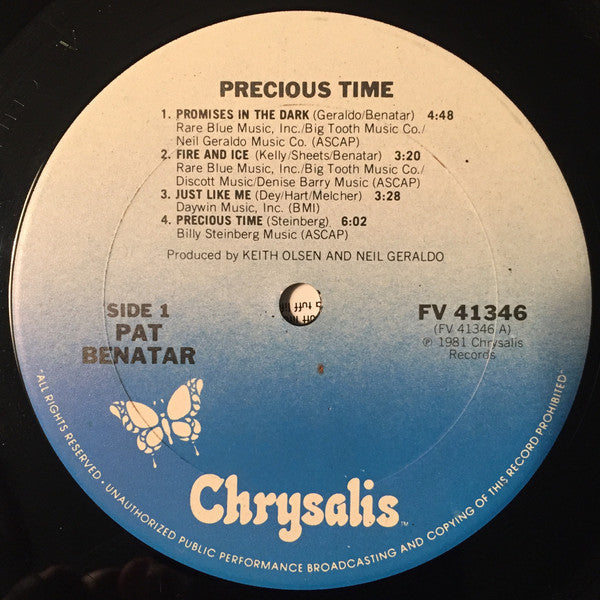 PRECIOUS TIME
1. PROMISES IN THE DARK (Geraldo/Benatar) 4:48
Rare Blue Music, Inc./Big Tooth Music Co./
Neil Geraldo Music Co. (ASCAP)
2. FIRE AND ICE (Kelly/Sheets/Benatar) 3:20
Rare Blue Music, Inc./Big Tooth Music Co./
Discott Music/Denise Barry Music (ASCAP)
3. JUST LIKE ME (Dey/Hart/Melcher) 3:28
Daywin Music, Inc. (BMI)
4. PRECIOUS TIME (Steinberg) 6:02
Billy Steinberg Music (ASCAP)
Produced by KEITH OLSEN AND NEIL GERALDO
SIDE 1
PAT
BENATAR
FV 41346
(FV 41346 A)
℗ 1981 Chrysalis
Records
Chrysalis™
"ALL RIGHTS RESERVED • UNAUTHORIZED PUBLIC PERFORMANCE BROADCASTING AND COPYING OF THIS RECORD PROHIBITED"